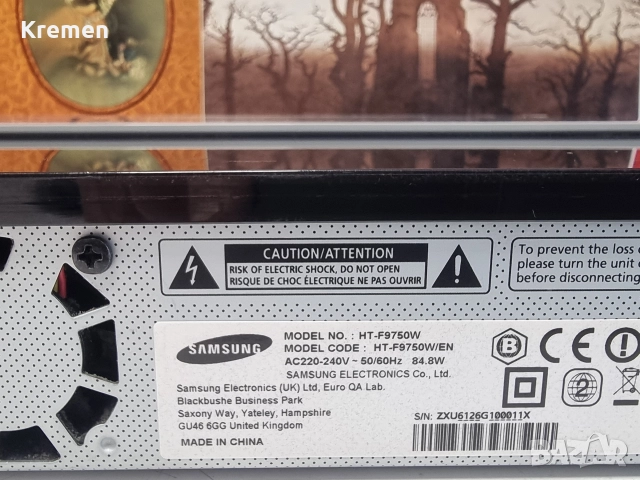 Kremen
CAUTION/ATTENTION
RISK OF ELECTRIC SHOCK, DO NOT OPEN
RISQUE DE CHOC ÉLECTRIQUE NE PAS OUVRIR
To prevent the loss
please turn the unit
before disconnecting
SAMSUNG
MODEL NO. : HT-F9750W
MODEL CODE : HT-F9750W/EN
AC220-240V ~ 50/60Hz 84.8W
SAMSUNG ELECTRONICS Co., Ltd.
Samsung Electronics (UK) Ltd, Euro QA Lab.
Blackbushe Business Park
Saxony Way, Yateley, Hampshire
GU46 6GG United Kingdom
MADE IN CHINA
S/N: ZXU6126G100011X
B
CE
2
BAZAR